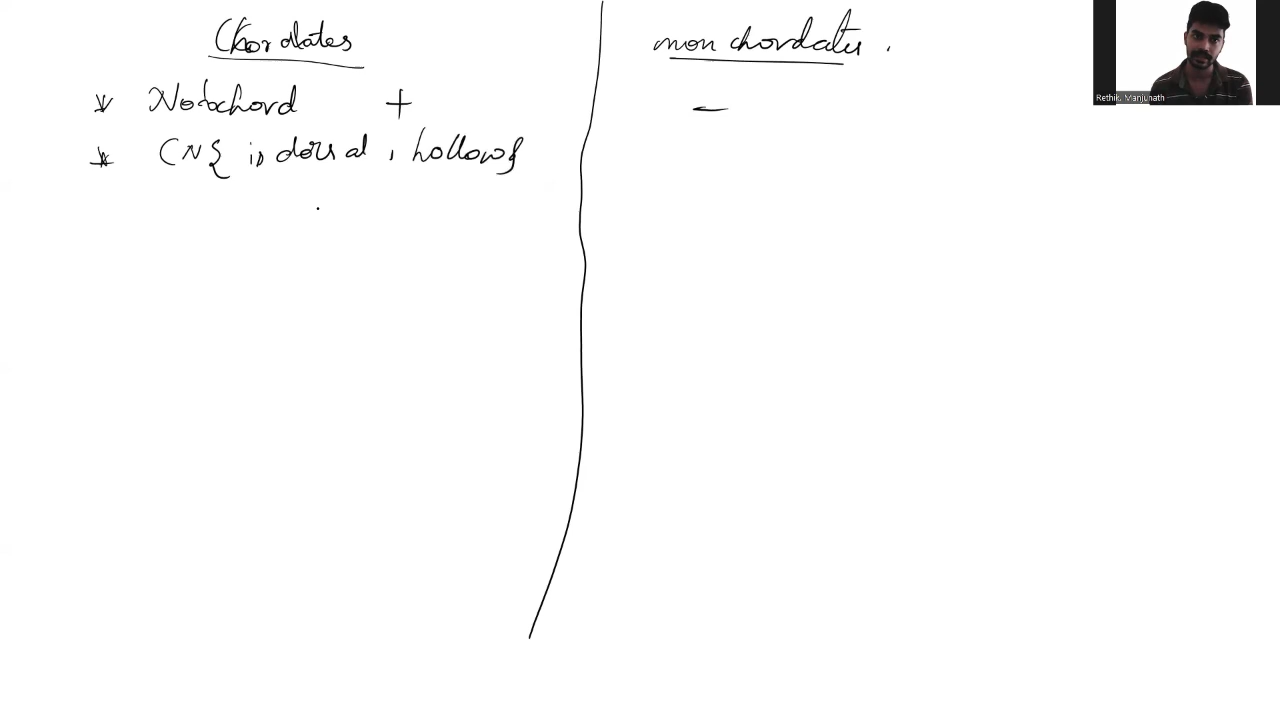 Chordates
* Notochord +
* CNS is dorsal, hollow &
non chordates.
-
Rethik. Manjunath